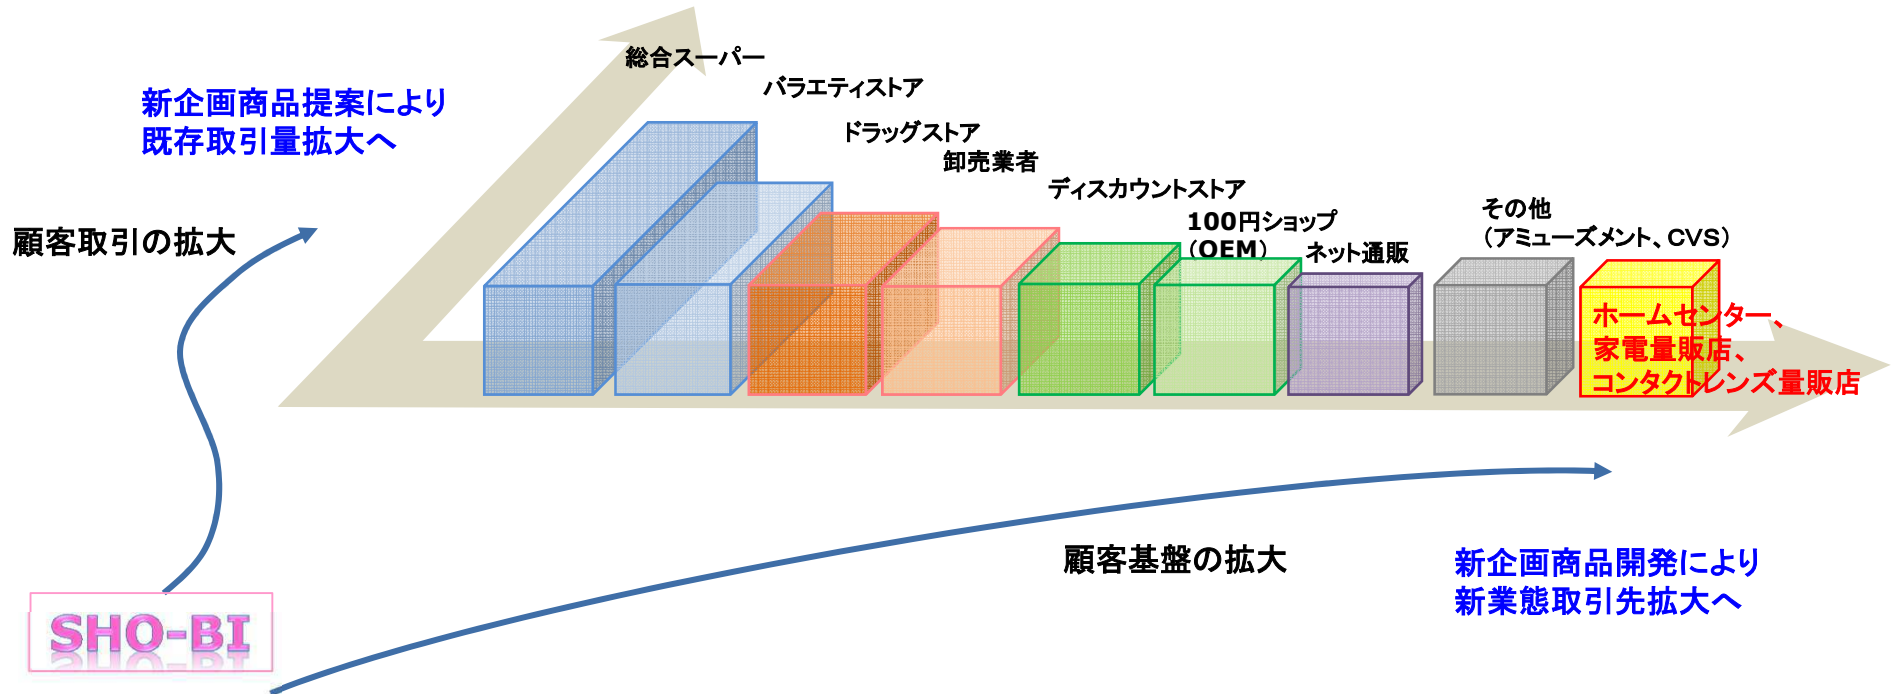 総合スーパー
バラエティストア
ドラッグストア
卸売業者
ディスカウントストア
100円ショップ
（OEM）
ネット通販
その他
（アミューズメント、CVS）
ホームセンター、
家電量販店、
コンタクトレンズ量販店
新企画商品提案により
既存取引量拡大へ
顧客取引の拡大
顧客基盤の拡大
新企画商品開発により
新業態取引先拡大へ
SHO-BI